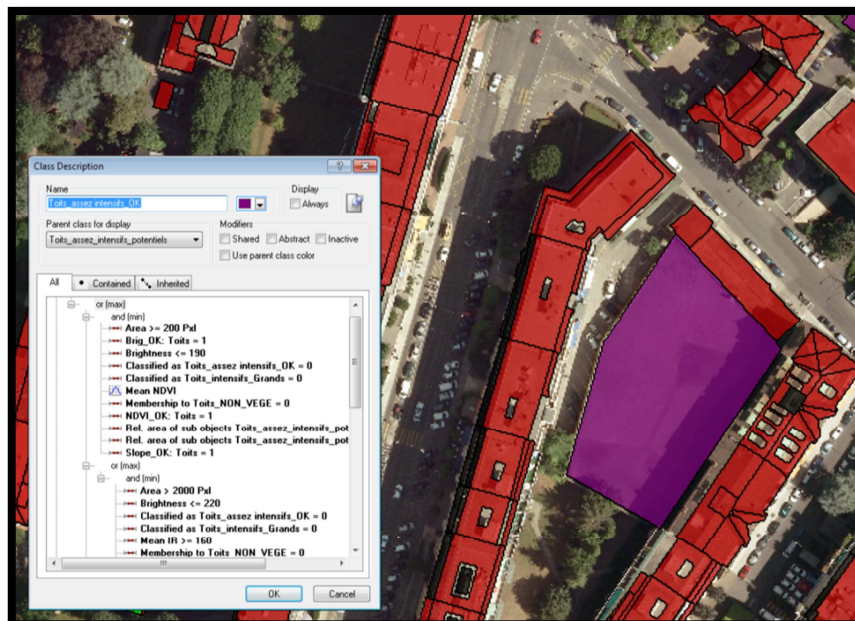 Class Description
Name
Toits_assez intensifs_OK
Display
Always
Parent class for display
Toits_assez_intensifs_potentiels
Modifiers
Shared Abstract Inactive
Use parent class color
All Contained Inherited
or (max)
and (min)
Area >= 200 Pxl
Brig_OK: Toits = 1
Brightness <= 190
Classified as Toits_assez intensifs_OK = 0
Classified as Toits_intensifs_Grands = 0
Mean NDVI
Membership to Toits_NON_VEGE = 0
NDVI_OK: Toits = 1
Rel. area of sub objects Toits_assez_intensifs_pot
Rel. area of sub objects Toits_assez_intensifs_pot
Slope_OK: Toits = 1
or (max)
and (min)
Area > 2000 Pxl
Brightness <= 220
Classified as Toits_assez intensifs_OK = 0
Classified as Toits_intensifs_Grands = 0
Mean IR >= 160
Membership to Toits_NON_VEGE = 0
OK Cancel